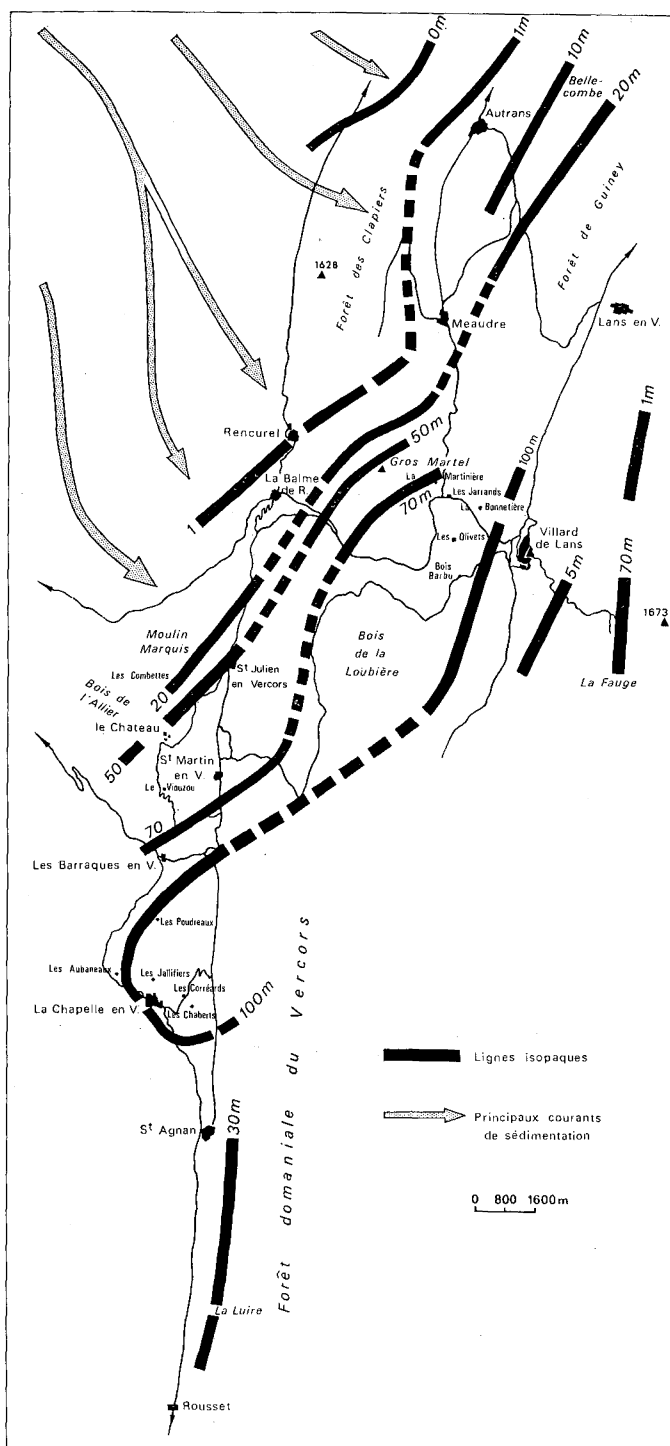 0m
1m
10m
Belle-
combe
20m
Autrans
Forêt de Guiney
Forêt des Clapiers
1628
Meaudre
Lans en V.
1m
Rencurel
50m
100m
Gros Martel
La Martinière
La Balme
de R.
70m
Les Jarrands
La Bonnetière
1
Les Olivets
Villard
de Lans
Bois
Barbu
5m
70m
1673
Moulin
Marquis
Bois
de la
Loubière
Les Combettes
St Julien
en Vercors
La Fauge
Bois de
l'Allier
20
le Chateau
50
St Martin
en V.
Le Viouzou
70
Les Barraques en V.
Les Poudreaux
Les Aubaneaux
Les Jallifiers
Les Corréards
La Chapelle en V.
Les Chaberts
100m
Forêt domaniale du Vercors
Lignes isopaques
Principaux courants
de sédimentation
St Agnan
30m
0 800 1600m
La Luire
Rousset